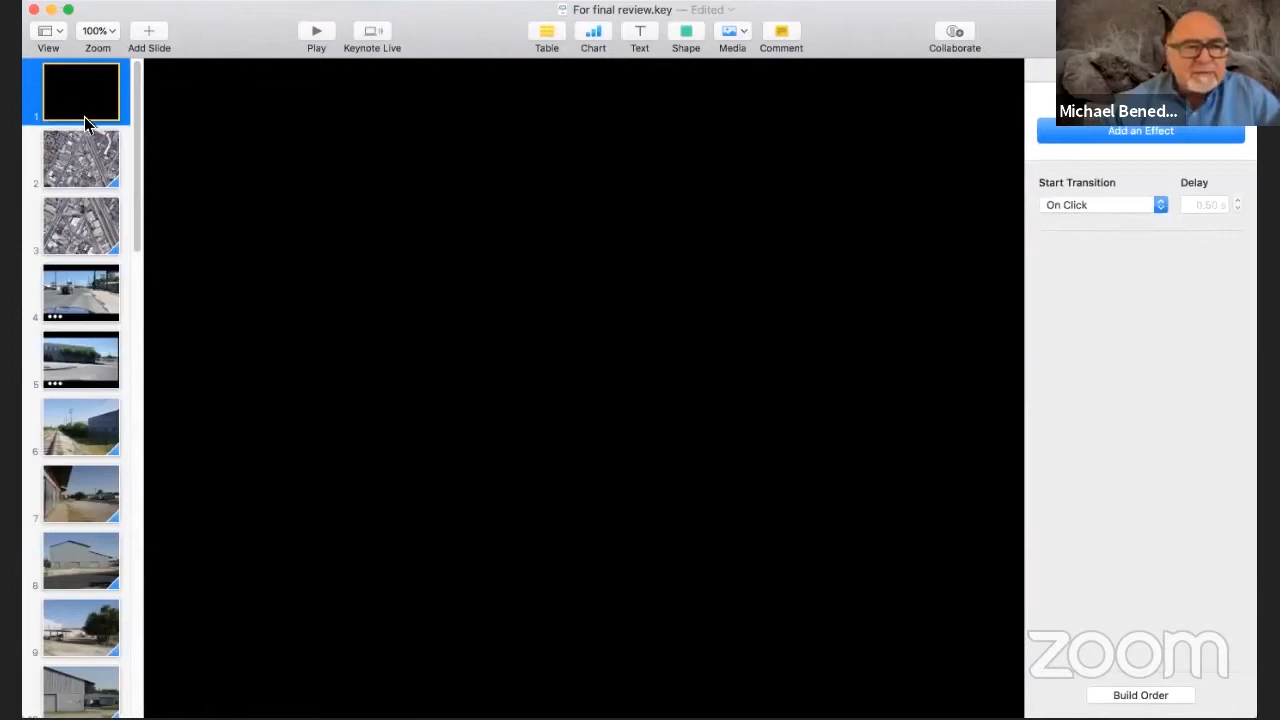 For final review.key — Edited
100%
View Zoom Add Slide Play Keynote Live Table Chart Text Shape Media Comment Collaborate
Michael Bened...
Add an Effect
Start Transition Delay
On Click 0.50 s
1
2
3
4
5
6
7
8
9
zoom
Build Order